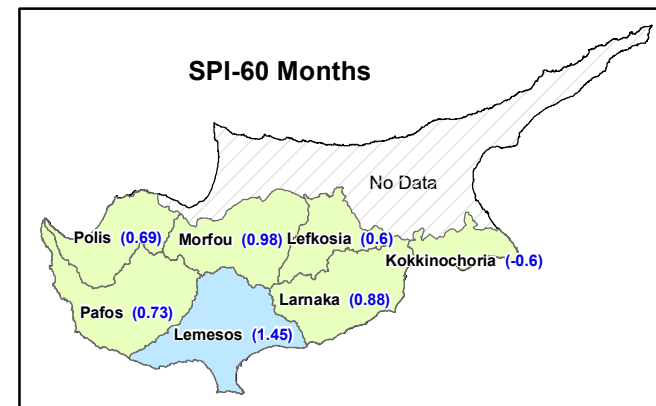 SPI-60 Months
No Data
Polis (0.69)
Morfou (0.98)
Lefkosia (0.6)
Kokkinochoria (-0.6)
Pafos (0.73)
Larnaka (0.88)
Lemesos (1.45)